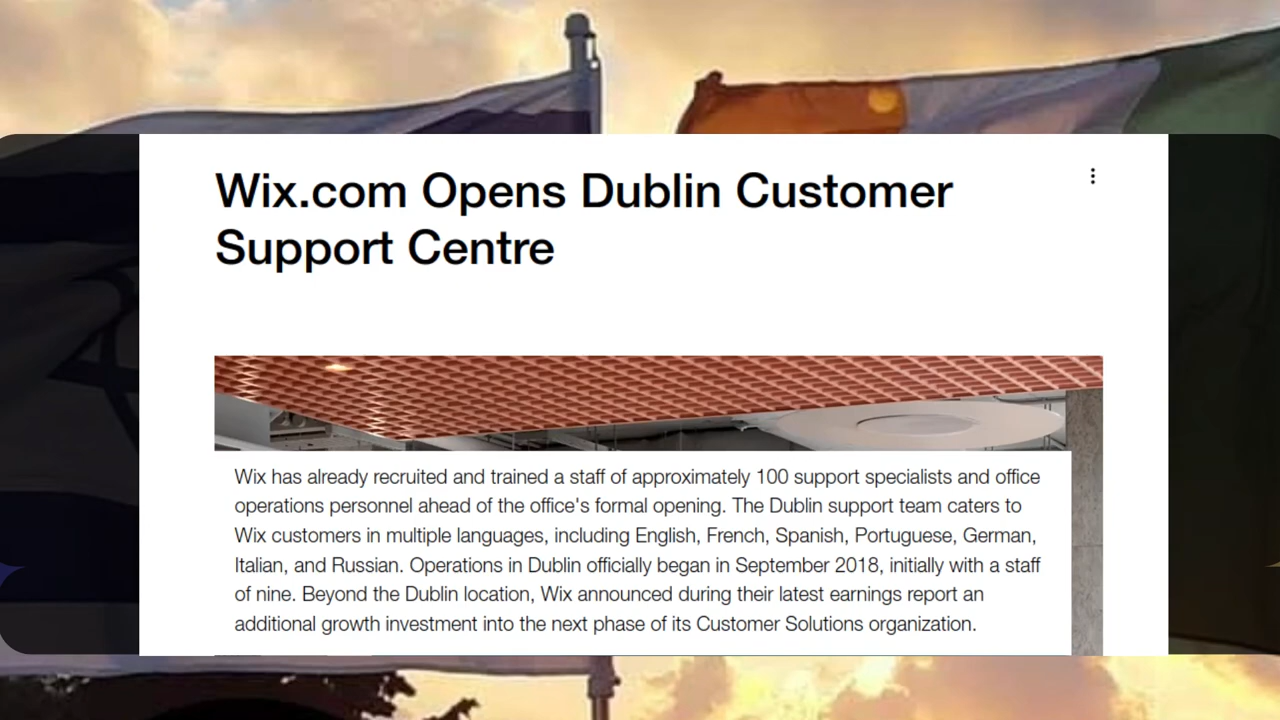 Wix.com Opens Dublin Customer
Support Centre
Wix has already recruited and trained a staff of approximately 100 support specialists and office
operations personnel ahead of the office's formal opening. The Dublin support team caters to
Wix customers in multiple languages, including English, French, Spanish, Portuguese, German,
Italian, and Russian. Operations in Dublin officially began in September 2018, initially with a staff
of nine. Beyond the Dublin location, Wix announced during their latest earnings report an
additional growth investment into the next phase of its Customer Solutions organization.